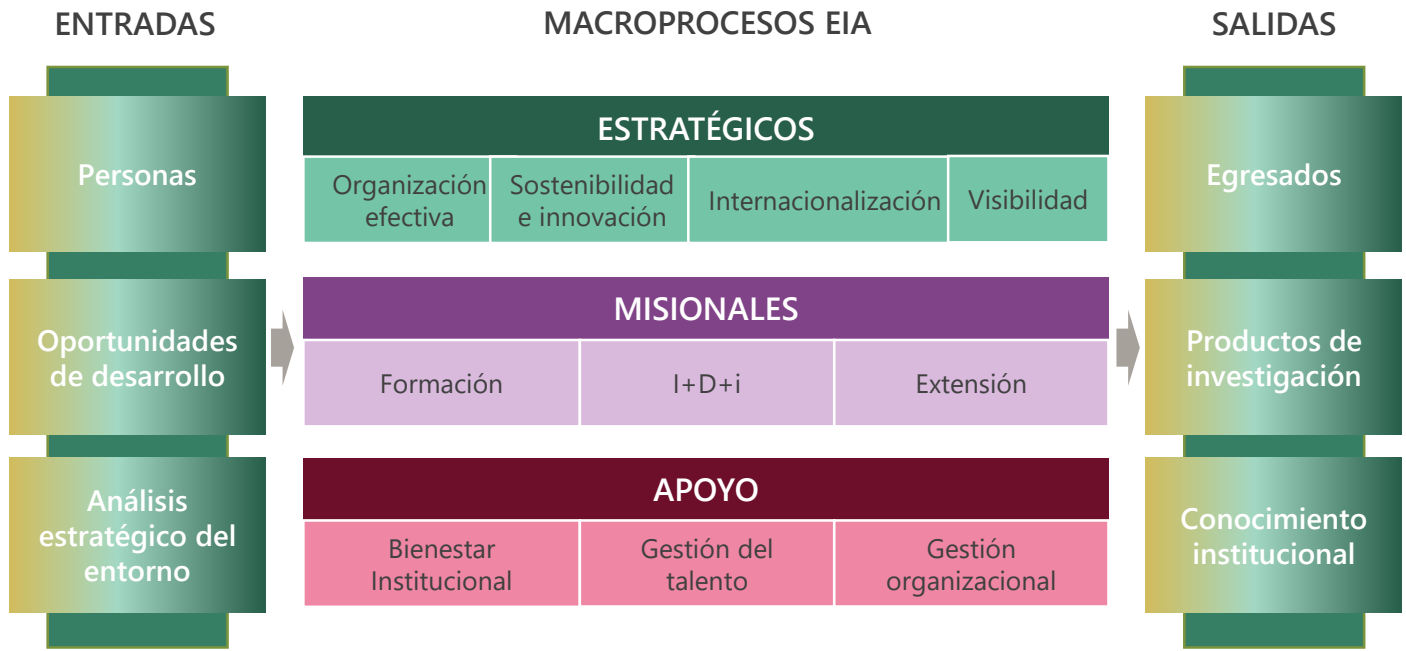 ENTRADAS
MACROPROCESOS EIA
SALIDAS
Personas
Oportunidades
de desarrollo
Análisis
estratégico del
entorno
ESTRATÉGICOS
Organización
efectiva
Sostenibilidad
e innovación
Internacionalización
Visibilidad
MISIONALES
Formación
I+D+i
Extensión
APOYO
Bienestar
Institucional
Gestión del
talento
Gestión
organizacional
Egresados
Productos de
investigación
Conocimiento
institucional